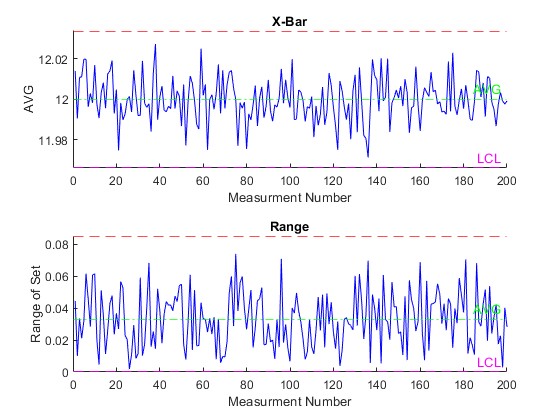 X-Bar
AVG
12.02
12
11.98
AVG
LCL
0 20 40 60 80 100 120 140 160 180 200
Measurment Number
Range
Range of Set
0.08
0.06
0.04
0.02
0
AVG
LCL
0 20 40 60 80 100 120 140 160 180 200
Measurment Number